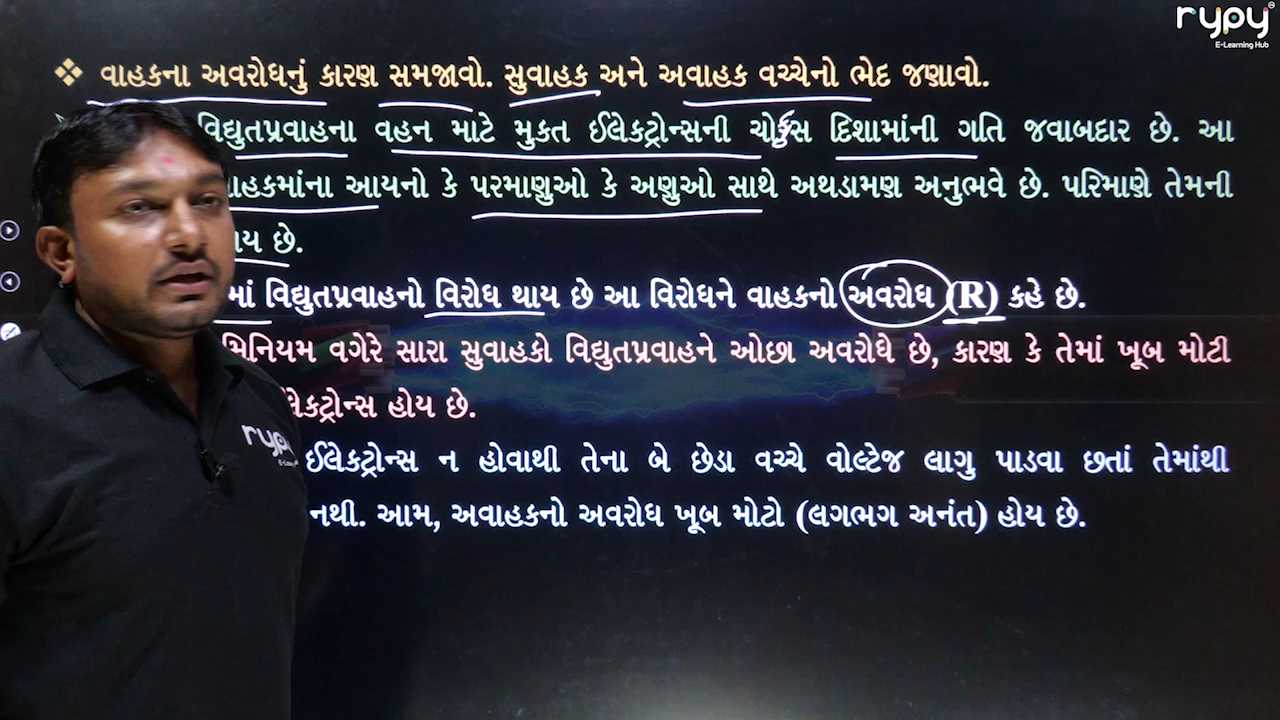 rypy
E-Learning Hub
❖ વાહકના અવરોધનું કારણ સમજાવો. સુવાહક અને અવાહક વચ્ચેનો ભેદ જણાવો.
વિદ્યુતપ્રવાહના વહન માટે મુકત ઈલેકટ્રોન્સની ચોક્કસ દિશામાંની ગતિ જવાબદાર છે. આ
આયનો કે પરમાણુઓ કે અણુઓ સાથે અથડામણ અનુભવે છે. પરિમાણે તેમની
છે.
વિદ્યુતપ્રવાહનો વિરોધ થાય છે આ વિરોધને વાહકનો અવરોધ (R) કહે છે.
વગેરે સારા સુવાહકો વિદ્યુતપ્રવાહને ઓછા અવરોધે છે, કારણ કે તેમાં ખૂબ મોટી
હોય છે.
ઈલેકટ્રોન્સ ન હોવાથી તેના બે છેડા વચ્ચે વોલ્ટેજ લાગુ પાડવા છતાં તેમાંથી
નથી. આમ, અવાહકનો અવરોધ ખૂબ મોટો (લગભગ અનંત) હોય છે.
rypy